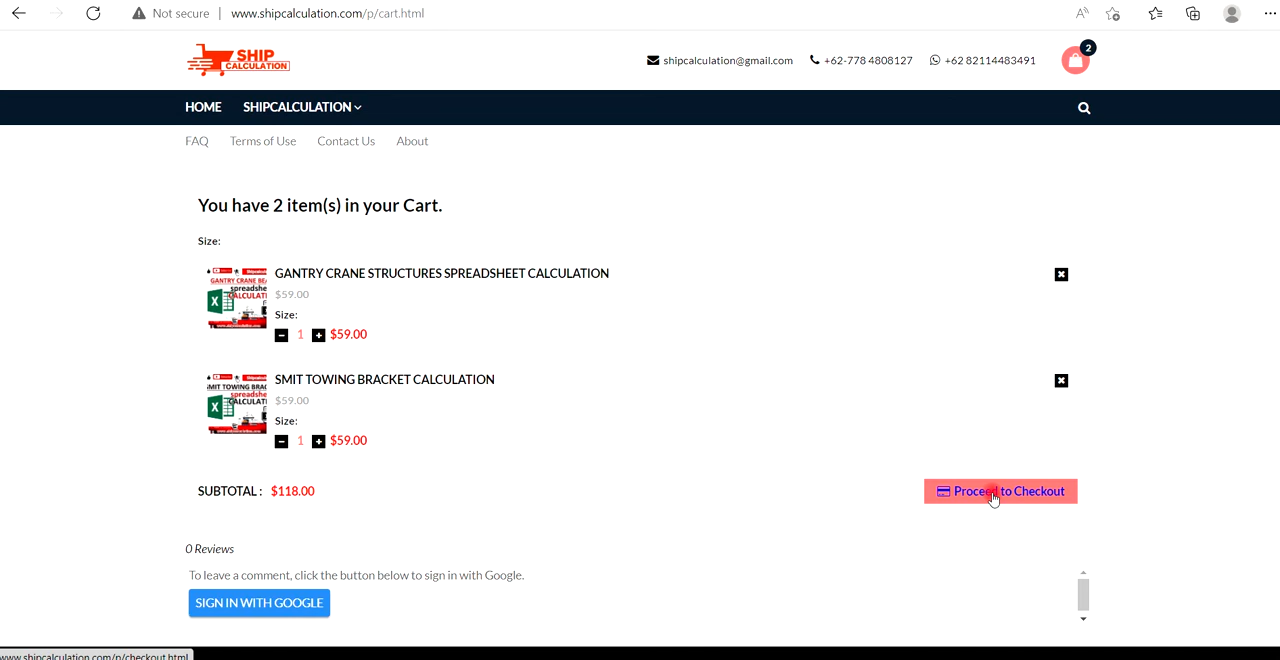 Not secure | www.shipcalculation.com/p/cart.html
SHIP CALCULATION
shipcalculation@gmail.com +62-778 4808127 +62 82114483491 2
HOME SHIPCALCULATION
FAQ Terms of Use Contact Us About
You have 2 item(s) in your Cart.
Size:
GANTRY CRANE STRUCTURES SPREADSHEET CALCULATION
$59.00
Size:
1 $59.00
SMIT TOWING BRACKET CALCULATION
$59.00
Size:
1 $59.00
SUBTOTAL : $118.00 Proceed to Checkout
0 Reviews
To leave a comment, click the button below to sign in with Google.
SIGN IN WITH GOOGLE
www.shipcalculation.com/p/checkout.html